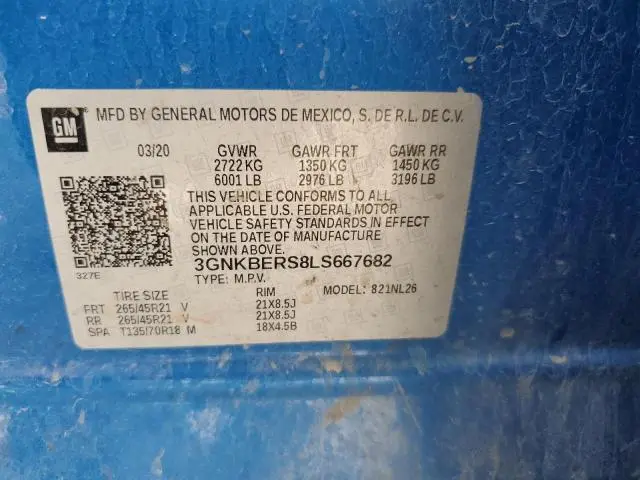 GM
MFD BY GENERAL MOTORS DE MEXICO, S. DE R.L. DE C.V.
03/20 GVWR GAWR FRT GAWR RR
2722 KG 1350 KG 1450 KG
6001 LB 2976 LB 3196 LB
THIS VEHICLE CONFORMS TO ALL
APPLICABLE U.S. FEDERAL MOTOR
VEHICLE SAFETY STANDARDS IN EFFECT
ON THE DATE OF MANUFACTURE
SHOWN ABOVE.
327E
3GNKBERS8LS667682
TYPE: M.P.V. MODEL: 821NL26
TIRE SIZE RIM
FRT 265/45R21 V 21X8.5J
RR 265/45R21 V 21X8.5J
SPA T135/70R18 M 18X4.5B